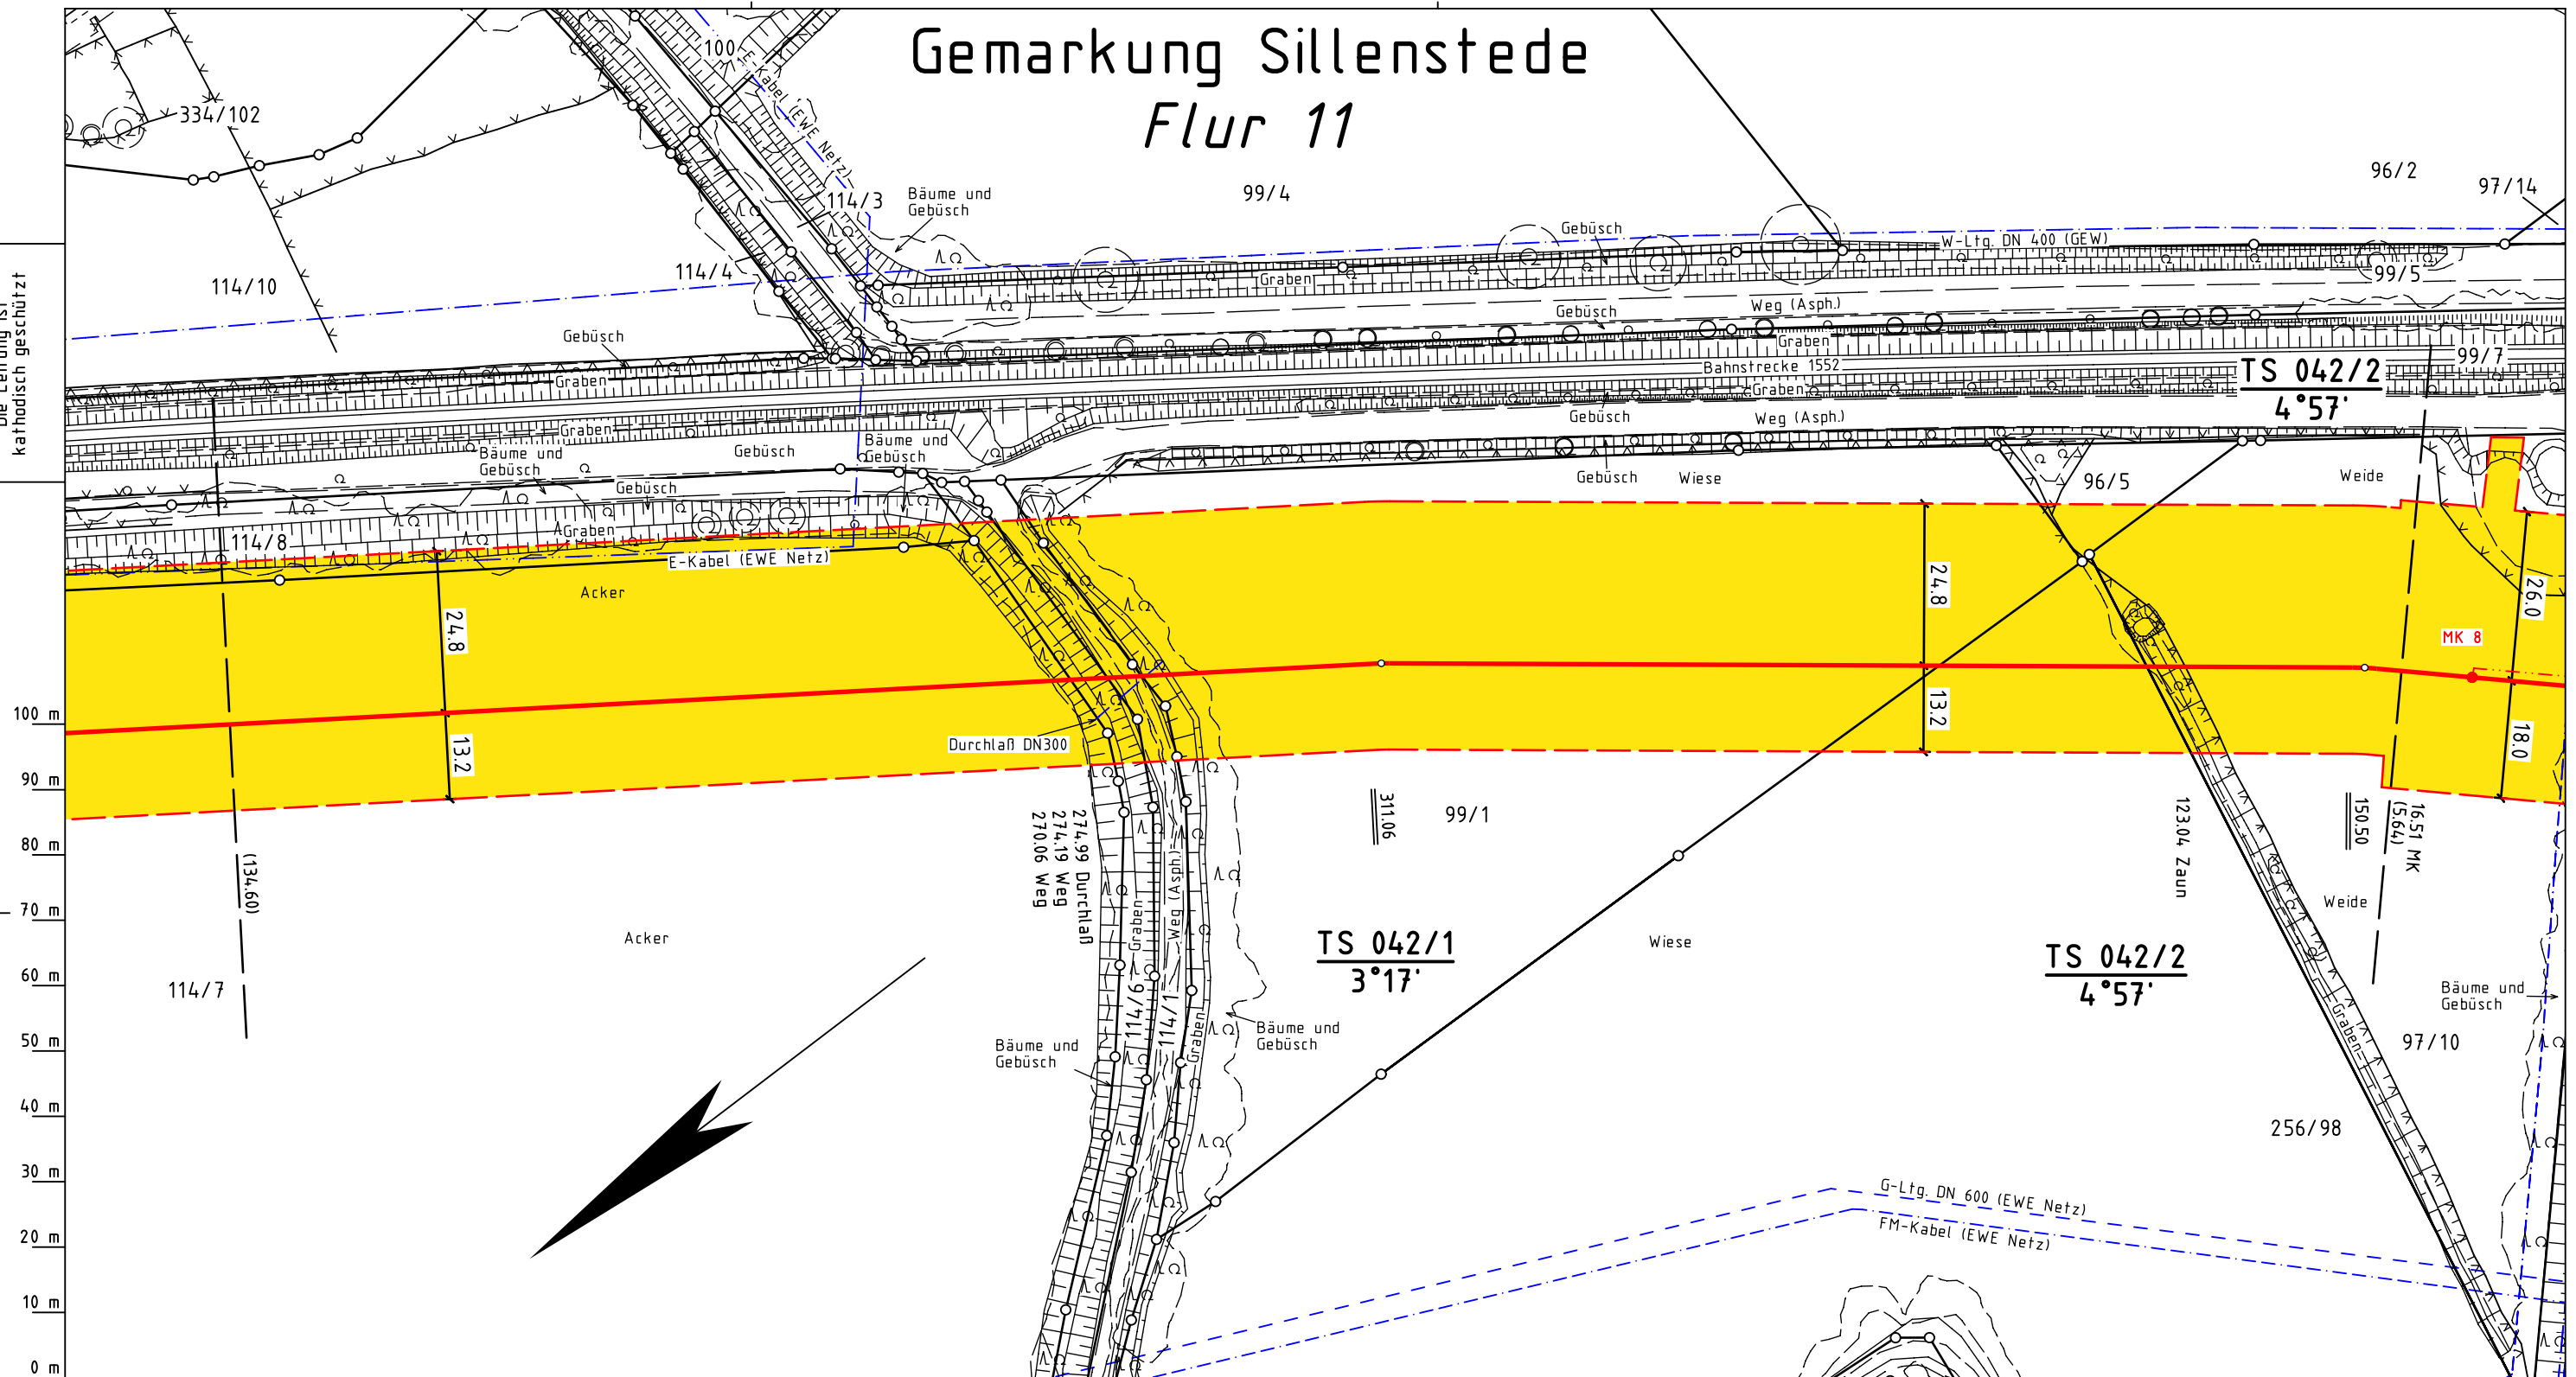 Gemarkung Sillenstede
Flur 11
100
E-Kabel (EWE Netz)
334/102
114/3
Bäume und
Gebüsch
99/4
96/2
97/14
Gebüsch
W-Ltg. DN 400 (GEW)
114/4
114/10
Graben
99/5
kathodisch geschützt
Weg (Asph.)
Gebüsch
Gebüsch
Graben
99/7
Bahnstrecke 1552
TS 042/2
4°57'
Graben
Graben
Gebüsch
Weg (Asph.)
Graben
Bäume und
Gebüsch
Gebüsch
Bäume und
Gebüsch
Gebüsch
Wiese
96/5
Weide
Gebüsch
Graben
114/8
E-Kabel (EWE Netz)
Acker
24.8
24.8
26.0
MK 8
13.2
13.2
18.0
Durchlaß DN300
100 m
90 m
80 m
70 m
60 m
50 m
40 m
30 m
20 m
10 m
0 m
(134.60)
274.99 Durchlaß
274.19 Weg
270.06 Weg
311.06
99/1
123.04 Zaun
150.50
16.51 MK
(5.64)
Weide
Acker
Graben
Weg (Asph.)
TS 042/1
3°17'
Wiese
TS 042/2
4°57'
114/7
114/6
114/1
Graben
Bäume und
Gebüsch
Bäume und
Gebüsch
Bäume und
Gebüsch
Graben
97/10
256/98
G-Ltg. DN 600 (EWE Netz)
FM-Kabel (EWE Netz)